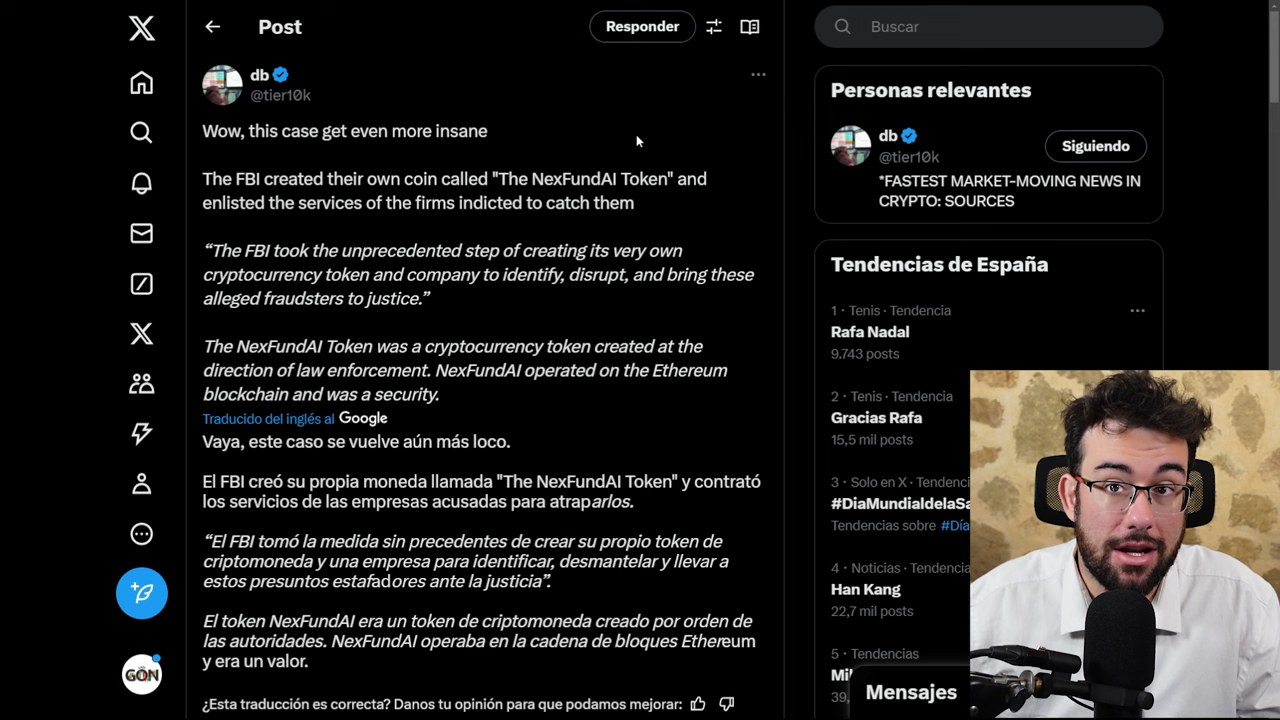 Post
Responder
Buscar
db
@tier10k
Wow, this case get even more insane
The FBI created their own coin called "The NexFundAI Token" and
enlisted the services of the firms indicted to catch them
“The FBI took the unprecedented step of creating its very own
cryptocurrency token and company to identify, disrupt, and bring these
alleged fraudsters to justice.”
The NexFundAI Token was a cryptocurrency token created at the
direction of law enforcement. NexFundAI operated on the Ethereum
blockchain and was a security.
Traducido del inglés al Google
Vaya, este caso se vuelve aún más loco.
El FBI creó su propia moneda llamada "The NexFundAI Token" y contrató
los servicios de las empresas acusadas para atraparlos.
“El FBI tomó la medida sin precedentes de crear su propio token de
criptomoneda y una empresa para identificar, desmantelar y llevar a
estos presuntos estafadores ante la justicia”.
El token NexFundAI era un token de criptomoneda creado por orden de
las autoridades. NexFundAI operaba en la cadena de bloques Ethereum
y era un valor.
¿Esta traducción es correcta? Danos tu opinión para que podamos mejorar:
GON
Personas relevantes
db
@tier10k
Siguiendo
*FASTEST MARKET-MOVING NEWS IN
CRYPTO: SOURCES
Tendencias de España
1 · Tenis · Tendencia
Rafa Nadal
9.743 posts
2 · Tenis · Tendencia
Gracias Rafa
15,5 mil posts
3 · Solo en X · Tendenci
#DiaMundialdelaSa
Tendencias sobre #Día
4 · Noticias · Tendencia
Han Kang
22,7 mil posts
5 · Tendencias
Mil
39,
Mensajes